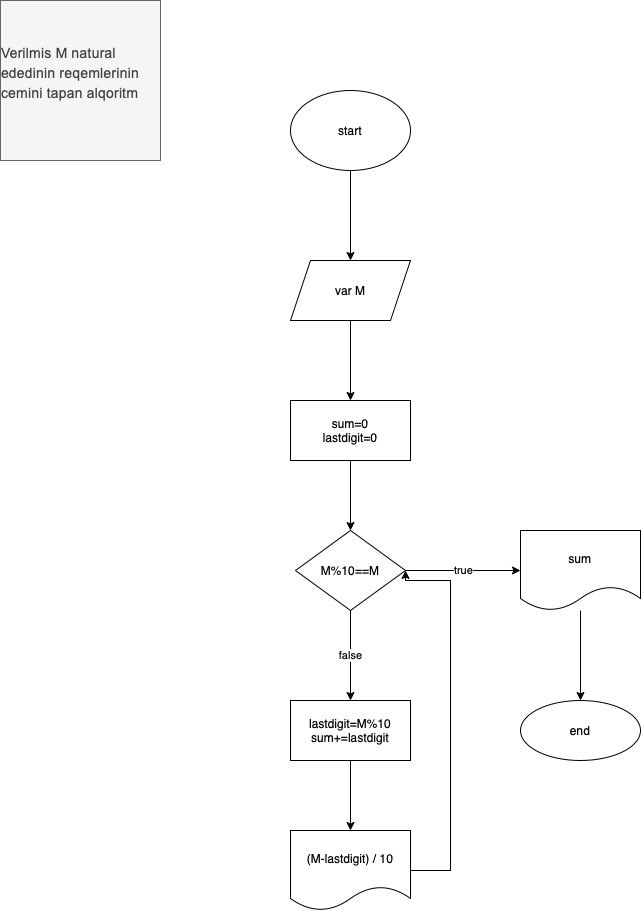 Verilmis M natural
ededinin reqemlerinin
cemini tapan alqoritm
start
var M
sum=0
lastdigit=0
M%10==M
true
sum
false
lastdigit=M%10
sum+=lastdigit
end
(M-lastdigit) / 10